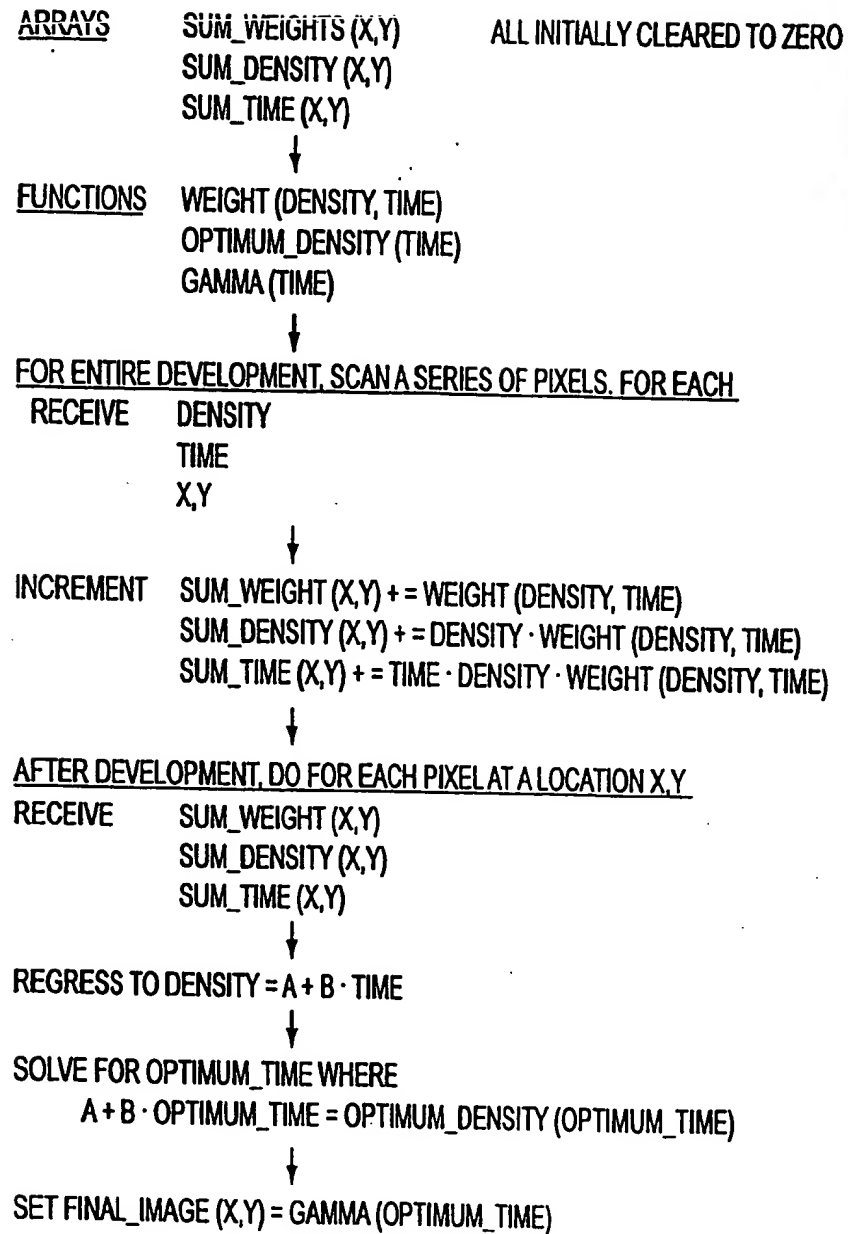 ARRAYS SUM_WEIGHTS (X,Y) ALL INITIALLY CLEARED TO ZERO
SUM_DENSITY (X,Y)
SUM_TIME (X,Y)
FUNCTIONS WEIGHT (DENSITY, TIME)
OPTIMUM_DENSITY (TIME)
GAMMA (TIME)
FOR ENTIRE DEVELOPMENT, SCAN A SERIES OF PIXELS. FOR EACH
RECEIVE DENSITY
TIME
X,Y
INCREMENT SUM_WEIGHT (X,Y) + = WEIGHT (DENSITY, TIME)
SUM_DENSITY (X,Y) + = DENSITY · WEIGHT (DENSITY, TIME)
SUM_TIME (X,Y) + = TIME · DENSITY · WEIGHT (DENSITY, TIME)
AFTER DEVELOPMENT, DO FOR EACH PIXEL AT A LOCATION X,Y
RECEIVE SUM_WEIGHT (X,Y)
SUM_DENSITY (X,Y)
SUM_TIME (X,Y)
REGRESS TO DENSITY = A + B · TIME
SOLVE FOR OPTIMUM_TIME WHERE
A + B · OPTIMUM_TIME = OPTIMUM_DENSITY (OPTIMUM_TIME)
SET FINAL_IMAGE (X,Y) = GAMMA (OPTIMUM_TIME)